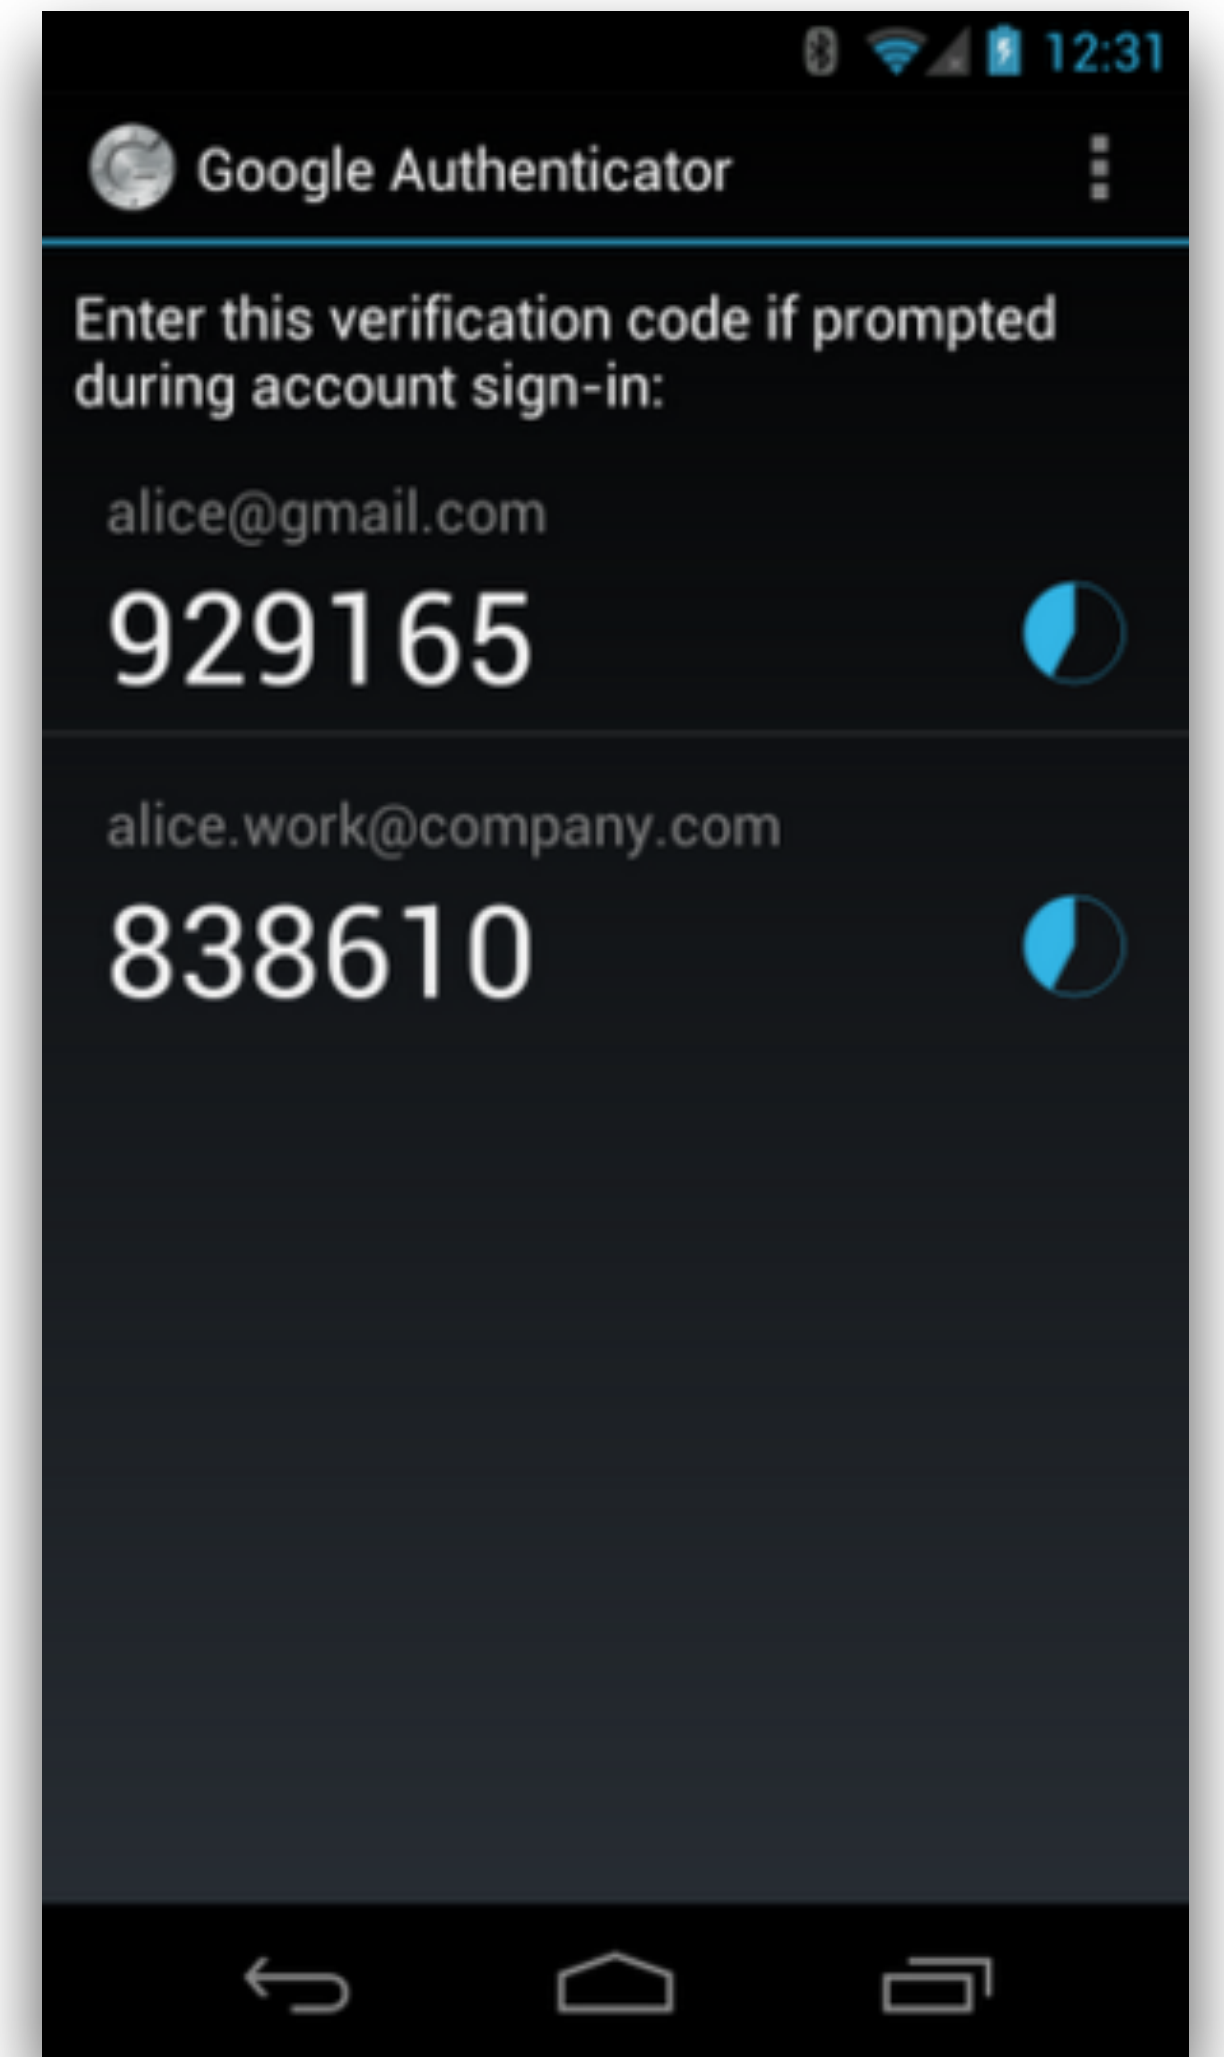 12:31
Google Authenticator
Enter this verification code if prompted
during account sign-in:
alice@gmail.com
929165
alice.work@company.com
838610